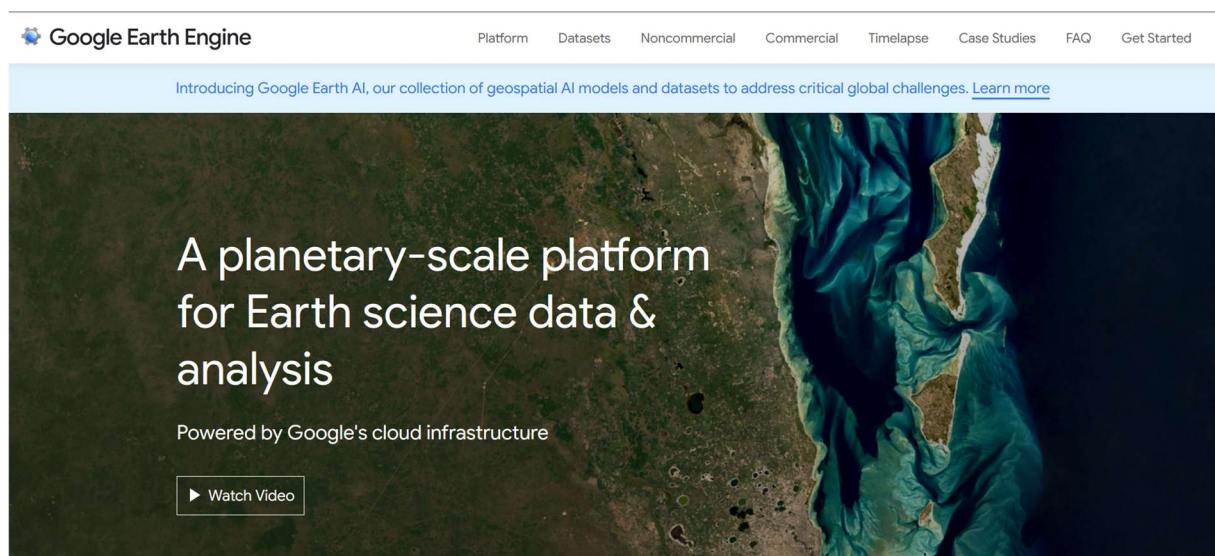 Google Earth Engine
Platform Datasets Noncommercial Commercial Timelapse Case Studies FAQ Get Started
Introducing Google Earth AI, our collection of geospatial AI models and datasets to address critical global challenges. Learn more
A planetary-scale platform
for Earth science data &
analysis
Powered by Google's cloud infrastructure
Watch Video